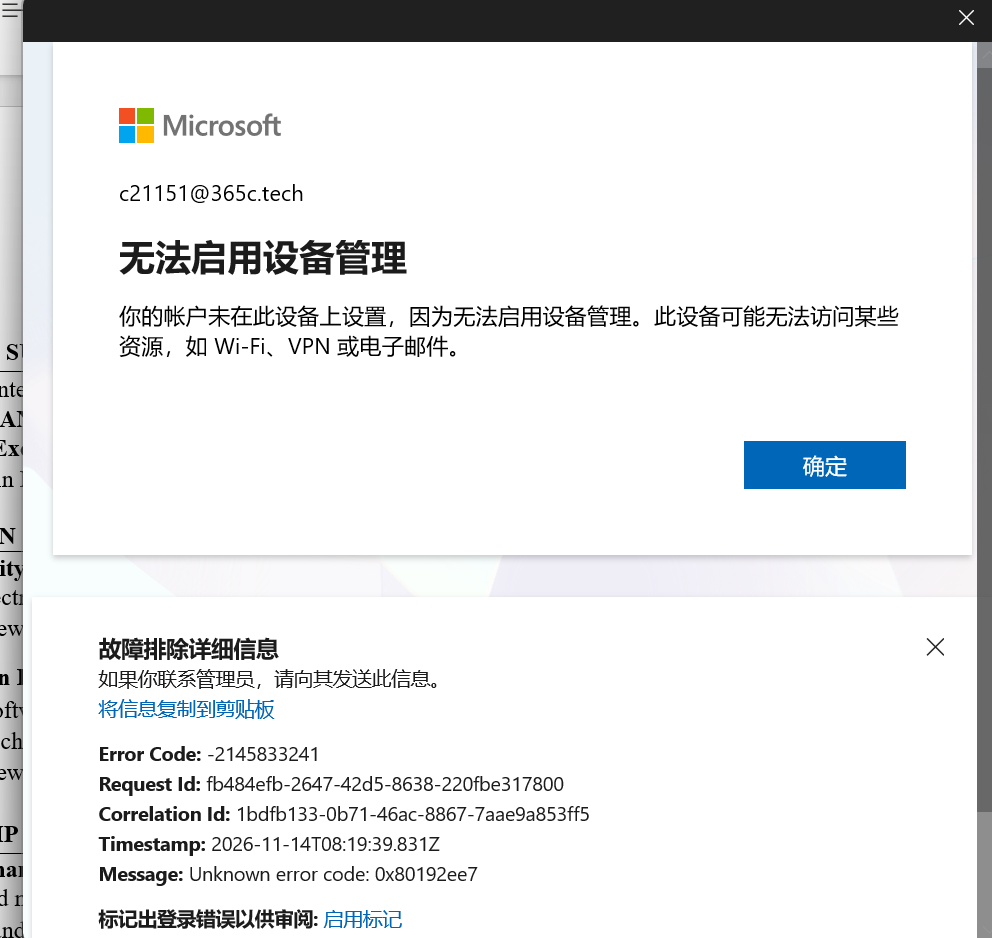 Microsoft
c21151@365c.tech
无法启用设备管理
你的帐户未在此设备上设置，因为无法启用设备管理。此设备可能无法访问某些
资源，如 Wi-Fi、VPN 或电子邮件。
确定
故障排除详细信息
如果你联系管理员，请向其发送此信息。
将信息复制到剪贴板
Error Code: -2145833241
Request Id: fb484efb-2647-42d5-8638-220fbe317800
Correlation Id: 1bdfb133-0b71-46ac-8867-7aae9a853ff5
Timestamp: 2026-11-14T08:19:39.831Z
Message: Unknown error code: 0x80192ee7
标记出登录错误以供审阅: 启用标记